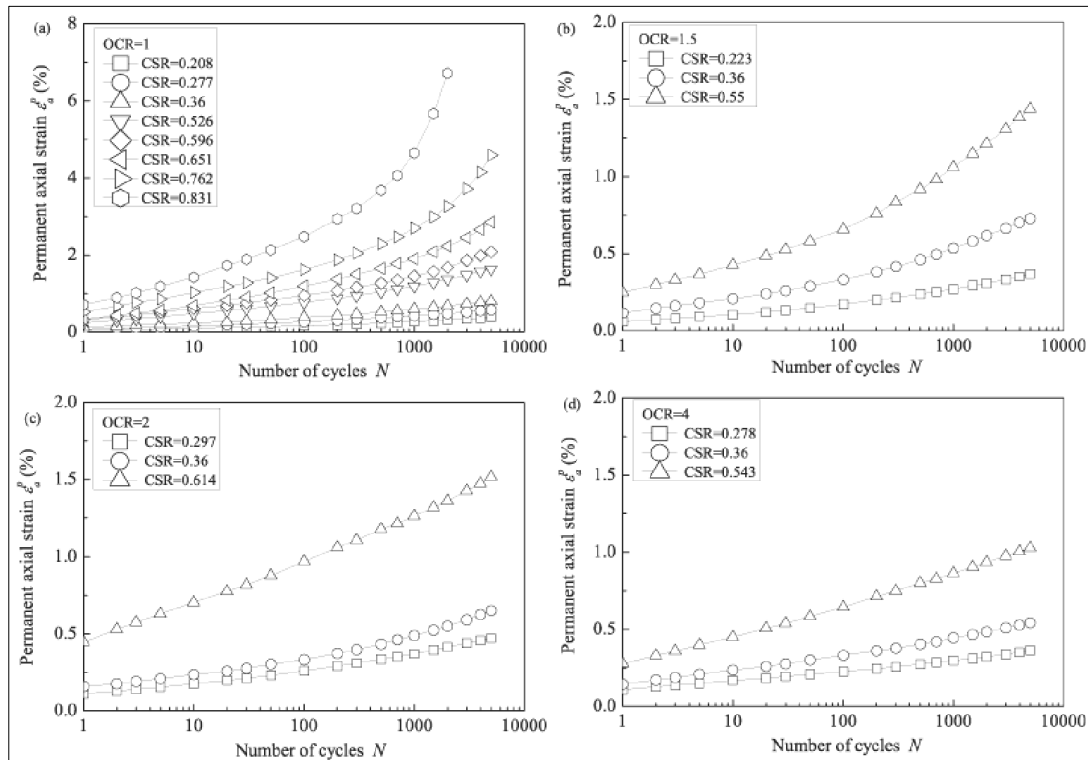 (a)
OCR=1
CSR=0.208
CSR=0.277
CSR=0.36
CSR=0.526
CSR=0.596
CSR=0.651
CSR=0.762
CSR=0.831
Permanent axial strain εₐᵖ (%)
8
6
4
2
0
1
10
100
1000
10000
Number of cycles N
(b)
OCR=1.5
CSR=0.223
CSR=0.36
CSR=0.55
Permanent axial strain εₐᵖ (%)
2.0
1.5
1.0
0.5
0.0
1
10
100
1000
10000
Number of cycles N
(c)
OCR=2
CSR=0.297
CSR=0.36
CSR=0.614
Permanent axial strain εₐᵖ (%)
2.0
1.5
1.0
0.5
0.0
1
10
100
1000
10000
Number of cycles N
(d)
OCR=4
CSR=0.278
CSR=0.36
CSR=0.543
Permanent axial strain εₐᵖ (%)
2.0
1.5
1.0
0.5
0.0
1
10
100
1000
10000
Number of cycles N